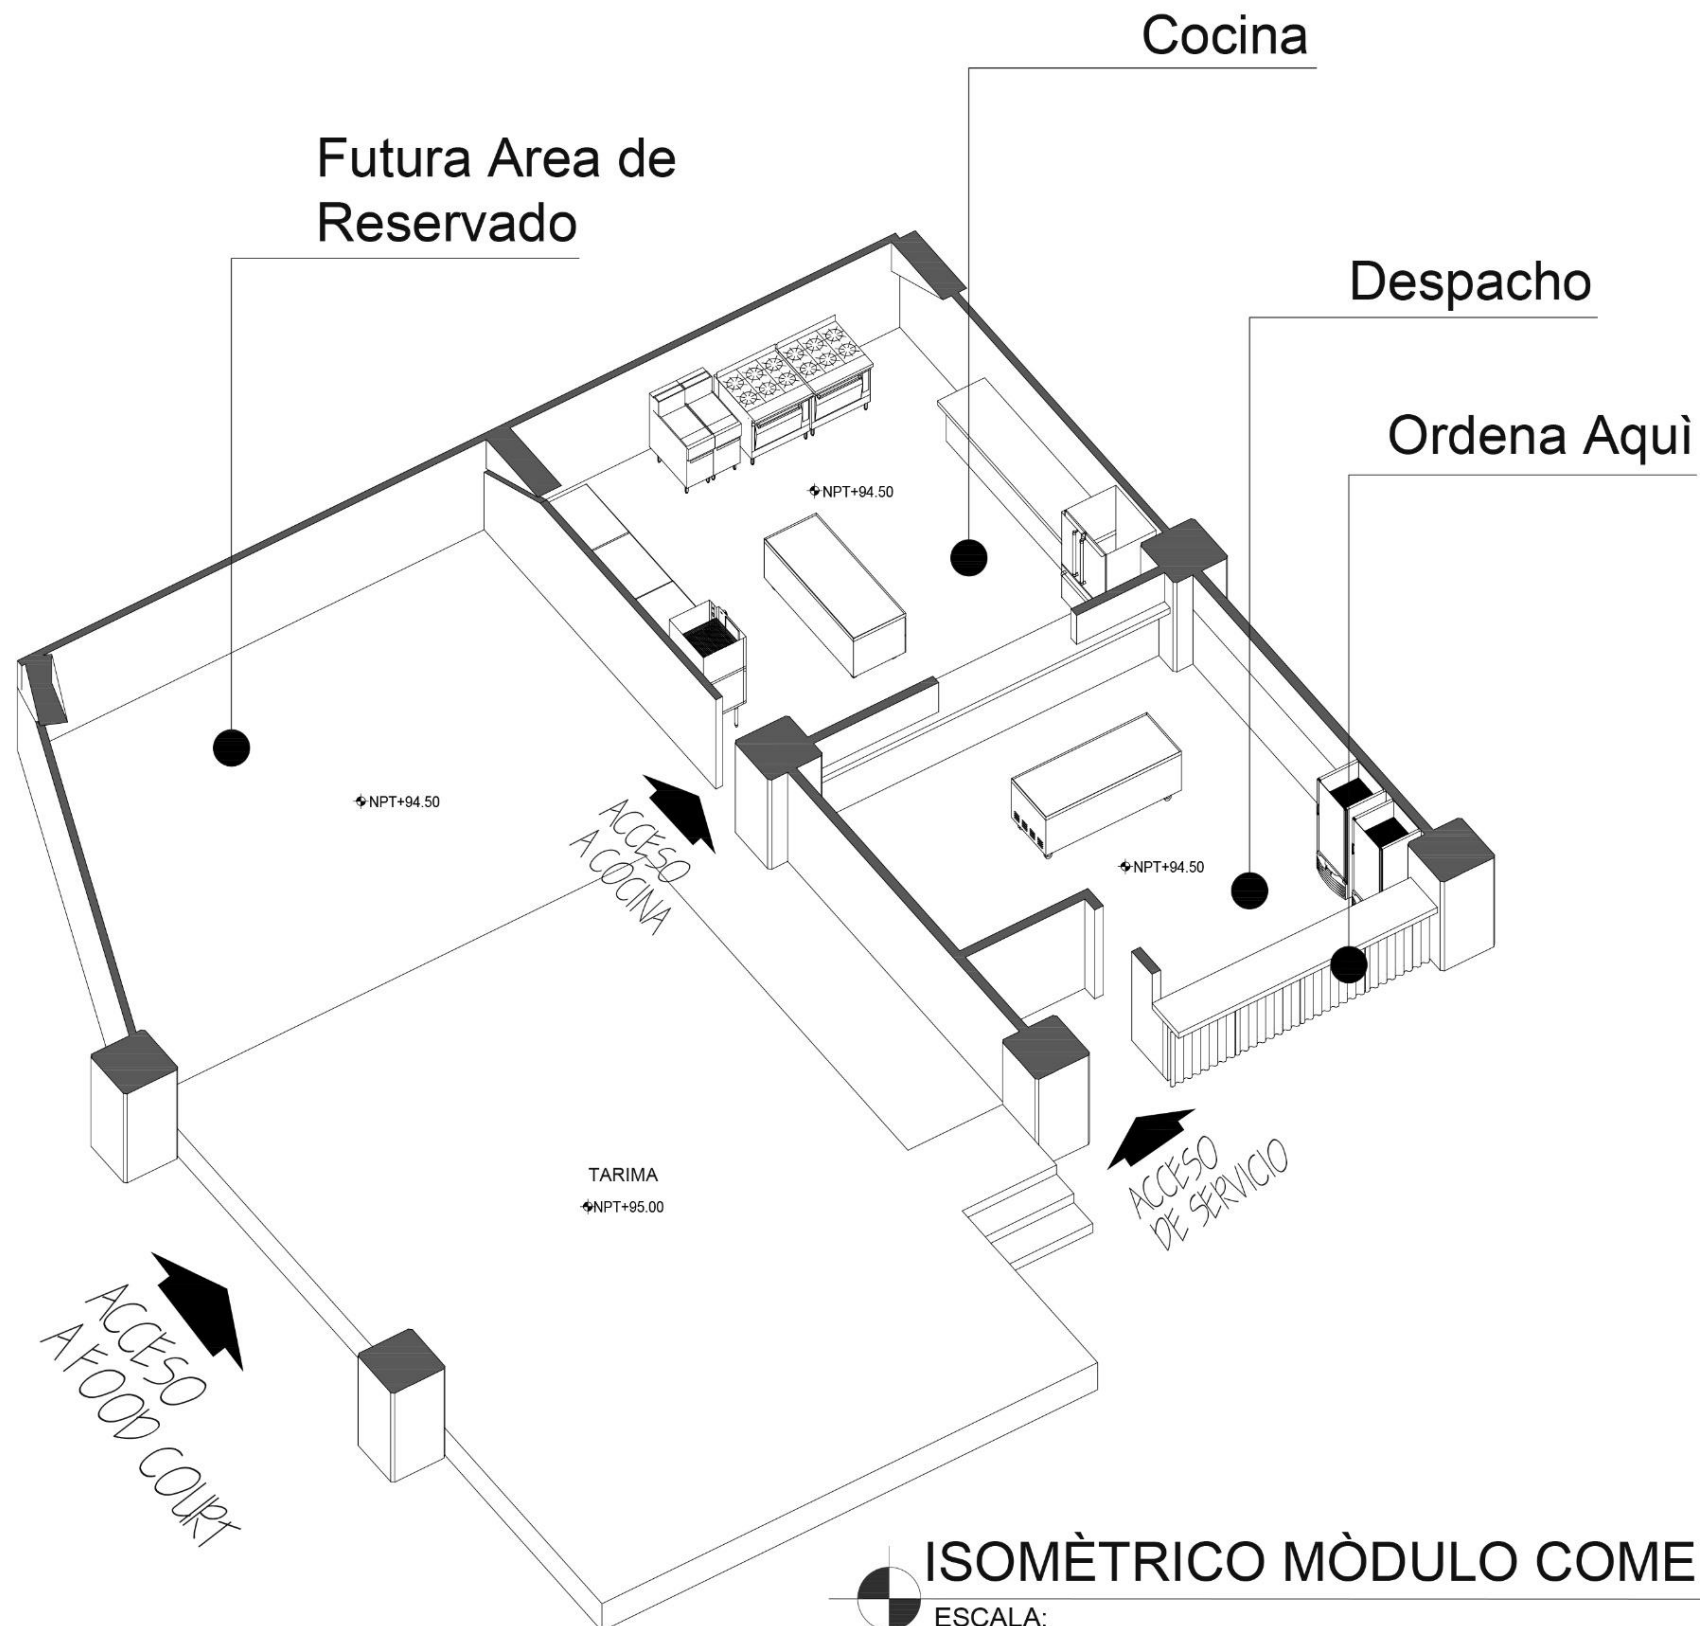 Cocina
Futura Area de
Reservado
Despacho
Ordena Aquì
NPT+94.50
NPT+94.50
ACCESO
A COCINA
NPT+94.50
TARIMA
NPT+95.00
ACCESO
DE SERVICIO
ACCESO
A FOOD COURT
ISOMÈTRICO MÒDULO COME
ESCALA: